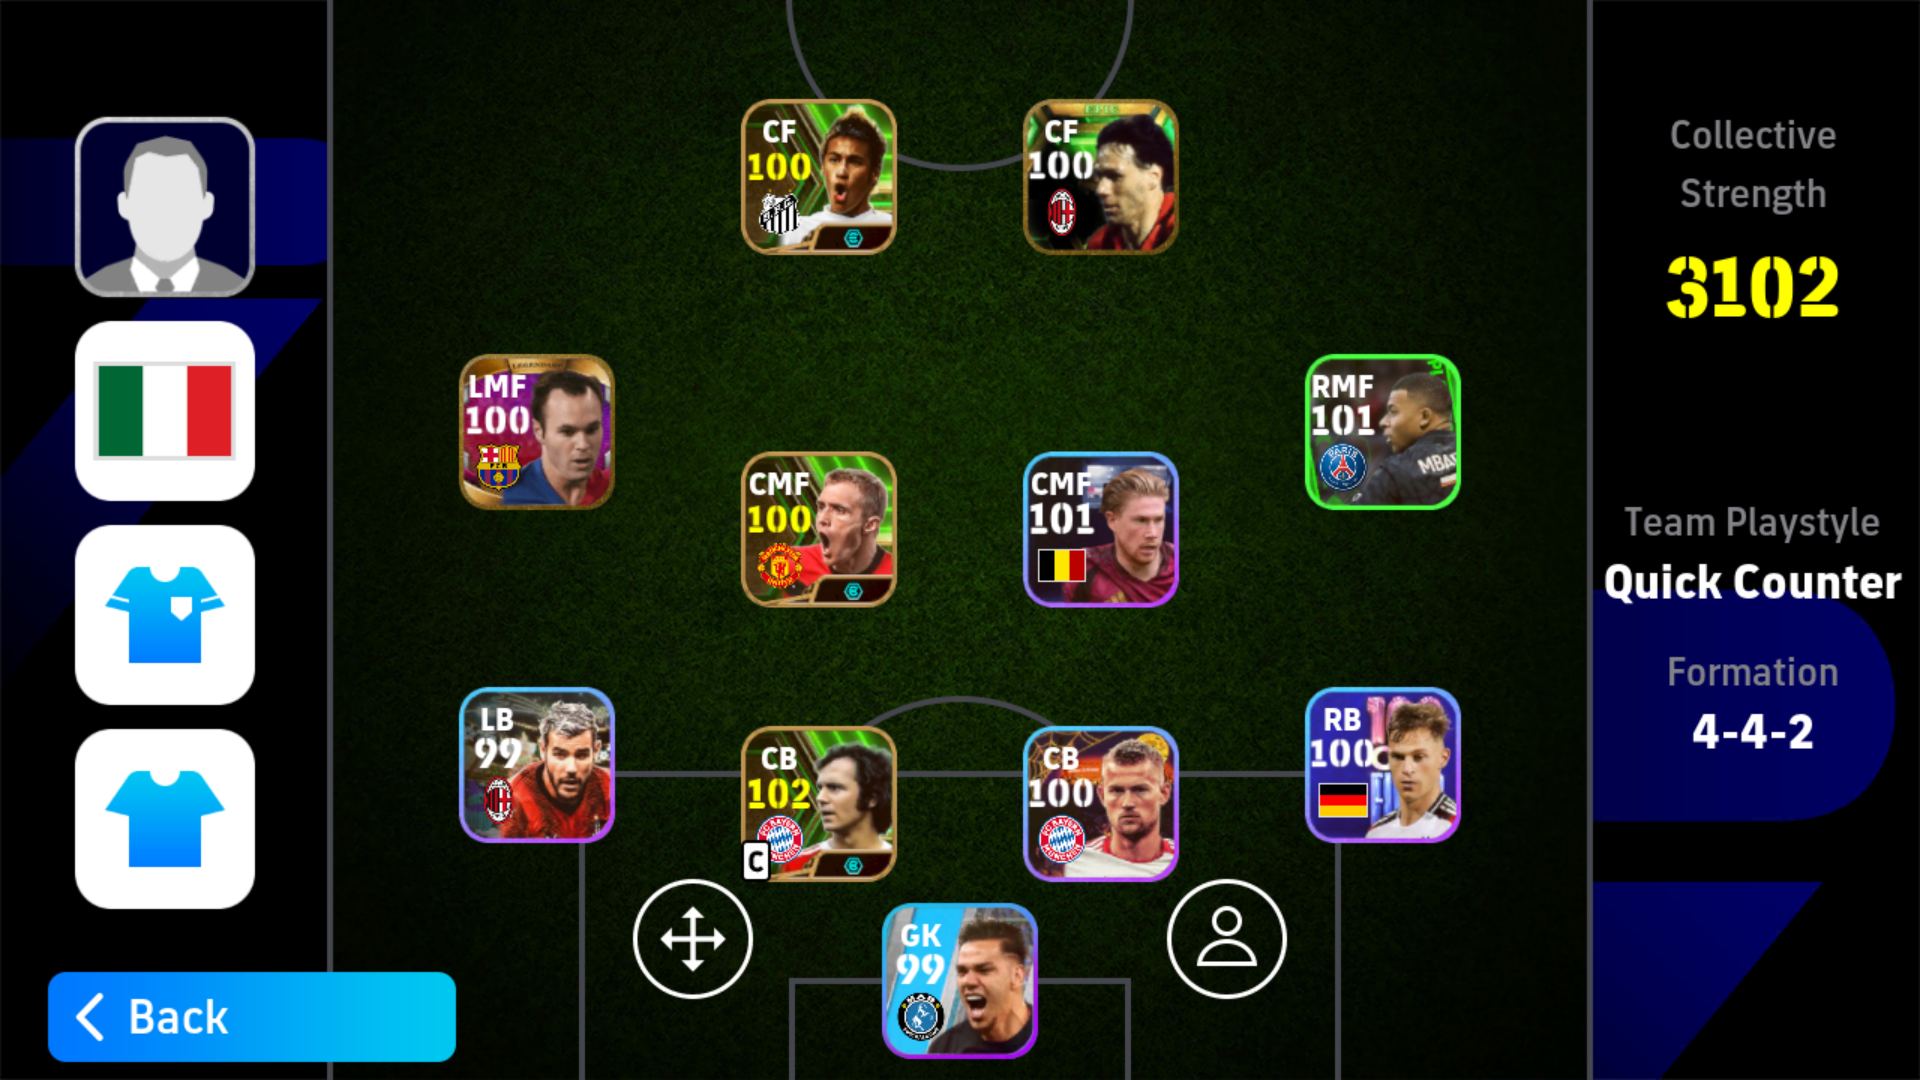 CF
100
CF
100
Collective
Strength
3102
LMF
100
RMF
101
MBA
CMF
100
CMF
101
Team Playstyle
Quick Counter
Formation
4-4-2
LB
99
CB
102
C
CB
100
RB
100
GK
99
Back